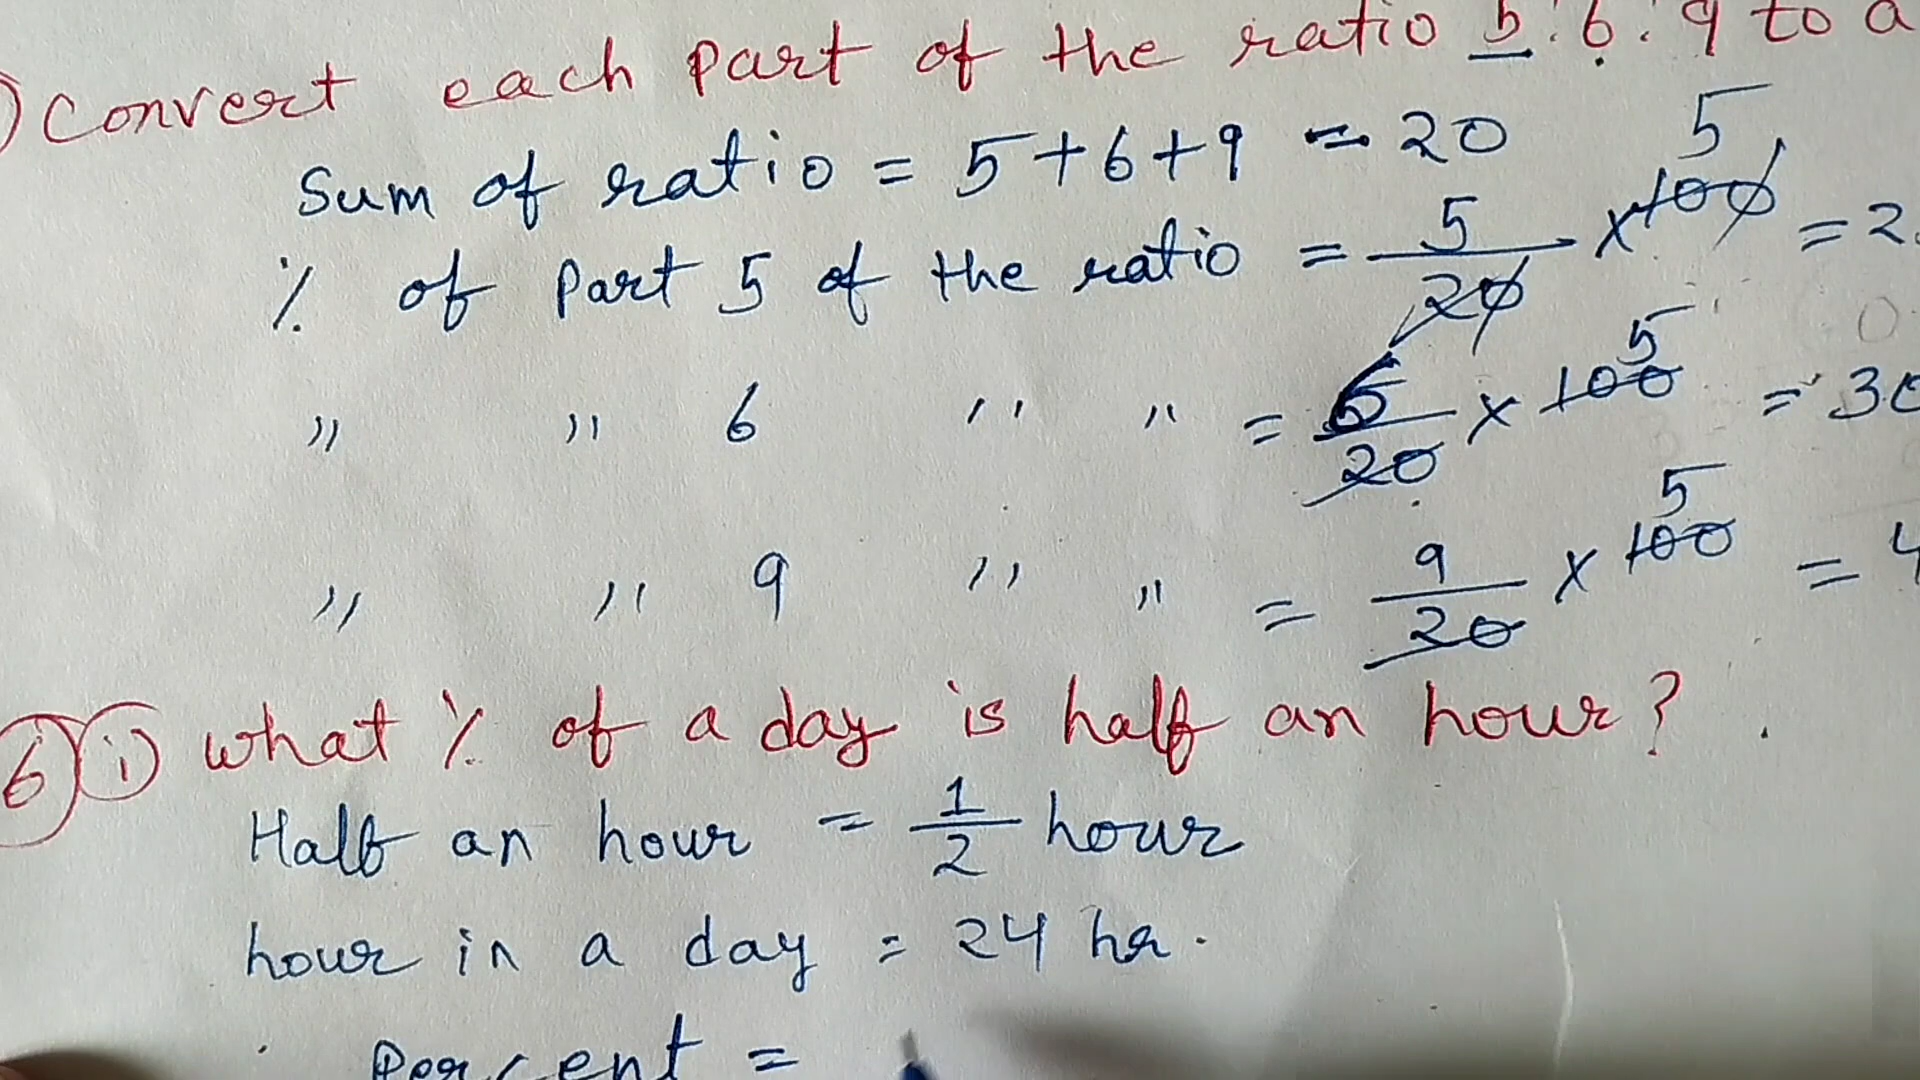 ) Convert each part of the ratio 5:6:9 to a
Sum of ratio = 5+6+9 = 20
% of part 5 of the ratio = 5/20 × 100 5 = 2
" " 6 " " = 6/20 × 100 5 = 30
" " 9 " " = 9/20 × 100 5 = 4
6) i) what % of a day is half an hour?
Half an hour = 1/2 hour
hour in a day = 24 hr.
Percent =